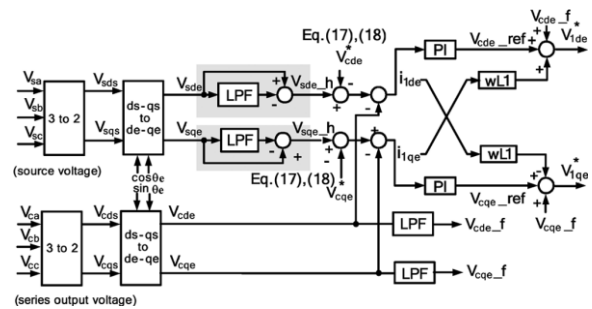 Eq.(17),(18)
V*cde
Vcde_f
V*1de
Vsa
Vsb
Vsc
3 to 2
Vsds
Vsqs
ds-qs
to
de-qe
Vsde
LPF
Vsde_h
PI
Vcde_ref
i1de
wL1
Vsqe
LPF
Vsqe_h
i1qe
wL1
V*1qe
(source voltage)
cosθe
sin θe
Eq.(17),(18)
V*cqe
PI
Vcqe_ref
Vcqe_f
Vca
Vcb
Vcc
3 to 2
Vcds
Vcqs
ds-qs
to
de-qe
Vcde
Vcqe
LPF
Vcde_f
LPF
Vcqe_f
(series output voltage)